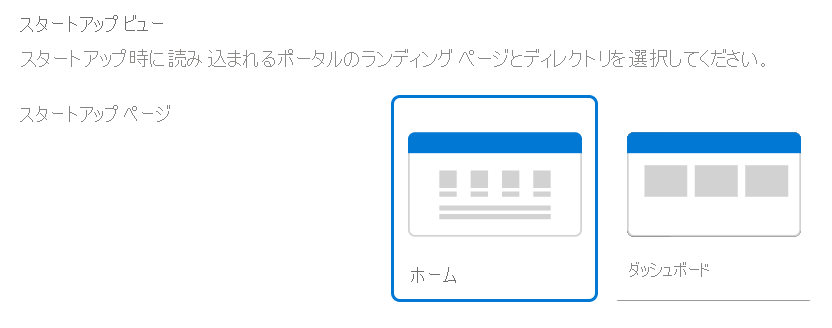 スタートアップ ビュー
スタートアップ時に読み込まれるポータルのランディング ページとディレクトリを選択してください。
スタートアップ ページ
ホーム
ダッシュボード